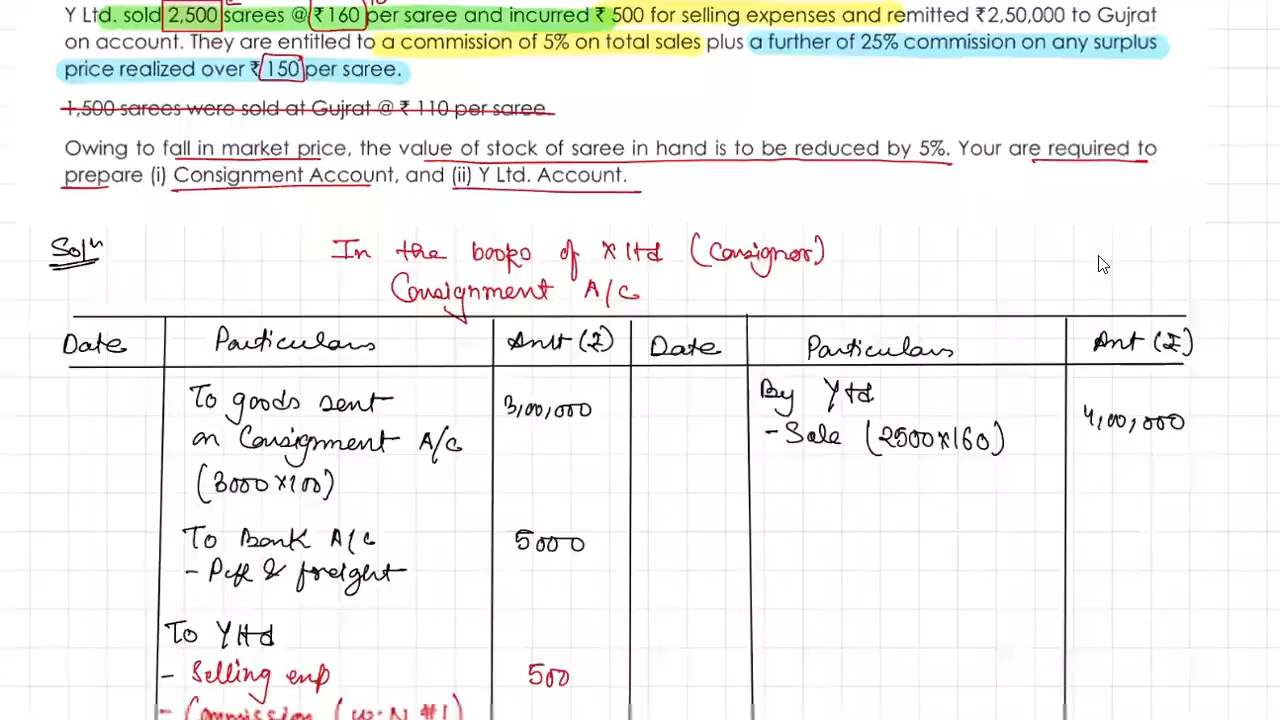 Y Ltd. sold 2,500 sarees @ ₹160 per saree and incurred ₹ 500 for selling expenses and remitted ₹2,50,000 to Gujrat
on account. They are entitled to a commission of 5% on total sales plus a further of 25% commission on any surplus
price realized over ₹ 150 per saree.
1,500 sarees were sold at Gujrat @ ₹ 110 per saree.
Owing to fall in market price, the value of stock of saree in hand is to be reduced by 5%. Your are required to
prepare (i) Consignment Account, and (ii) Y Ltd. Account.
Solⁿ
In the books of X ltd (Consignor)
Consignment A/C
Date Particulars Amt (₹) Date Particulars Amt (₹)
To goods sent 3,00,000 By Y ltd
on Consignment A/C - Sale (2500x160) 4,00,000
(3000x100)
To Bank A/C 5000
- Pck & freight
To Y ltd
- Selling exp 500
- Commission (W.N #1)